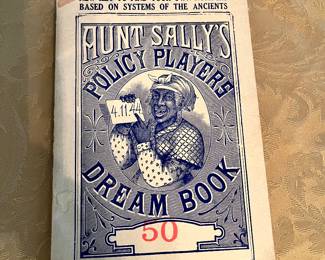 BASED ON SYSTEMS OF THE ANCIENTS
AUNT SALLY'S
POLICY PLAYERS
4.11.44
DREAM BOOK
50